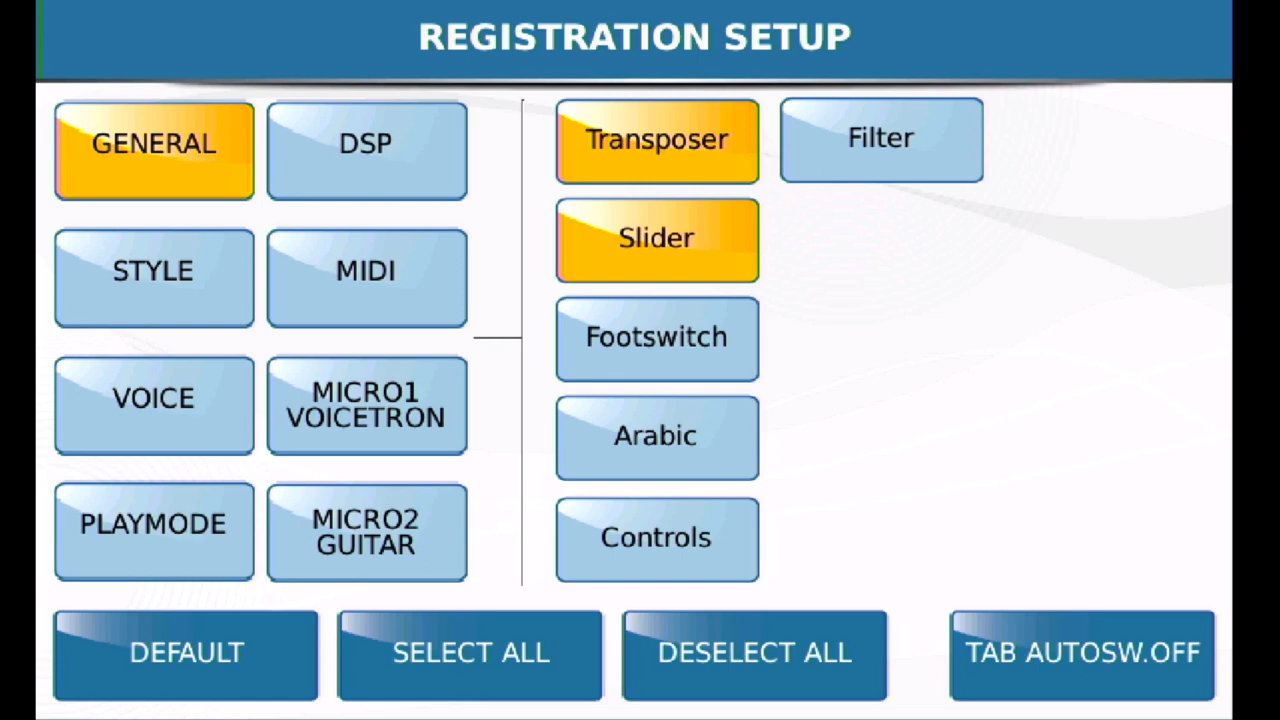 REGISTRATION SETUP
GENERAL
DSP
STYLE
MIDI
VOICE
MICRO1
VOICETRON
PLAYMODE
MICRO2
GUITAR
Transposer
Filter
Slider
Footswitch
Arabic
Controls
DEFAULT
SELECT ALL
DESELECT ALL
TAB AUTOSW.OFF